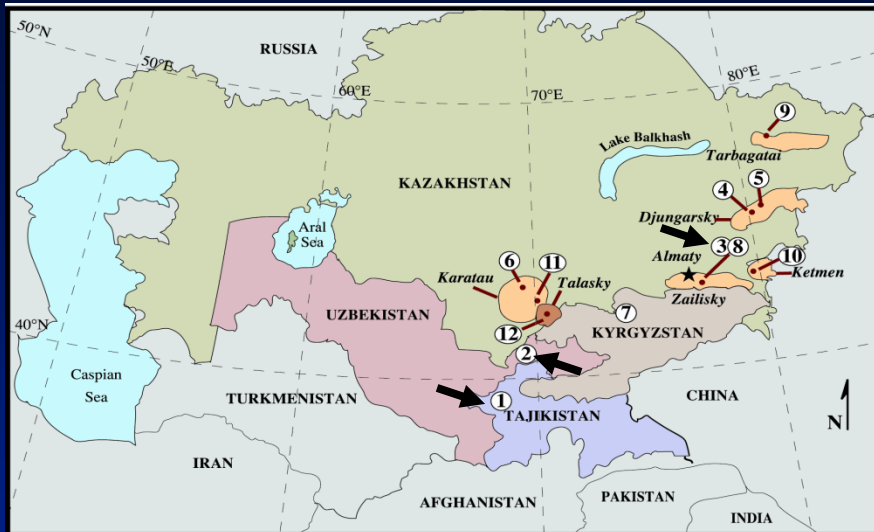 50°N
RUSSIA
50°E
60°E
70°E
80°E
9
Lake Balkhash
Tarbagatai
KAZAKHSTAN
4
5
Djungarsky
Aral
Sea
3
8
Almaty
10
Ketmen
6
11
Karatau
Talasky
Zailisky
UZBEKISTAN
7
12
KYRGYZSTAN
40°N
2
Caspian
Sea
TURKMENISTAN
1
TAJIKISTAN
CHINA
N
IRAN
AFGHANISTAN
PAKISTAN
INDIA